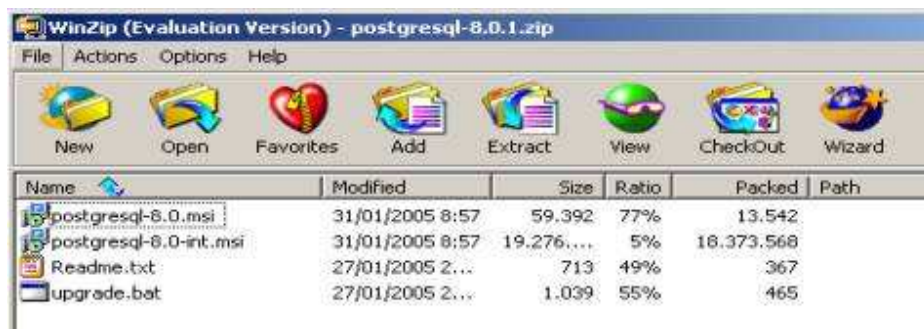 WinZip (Evaluation Version) - postgresql-8.0.1.zip
File Actions Options Help
New Open Favorites Add Extract View CheckOut Wizard
Name Modified Size Ratio Packed Path
postgresql-8.0.msi 31/01/2005 8:57 59.392 77% 13.542
postgresql-8.0-int.msi 31/01/2005 8:57 19.276.... 5% 18.373.568
Readme.txt 27/01/2005 2... 713 49% 367
upgrade.bat 27/01/2005 2... 1.039 55% 465